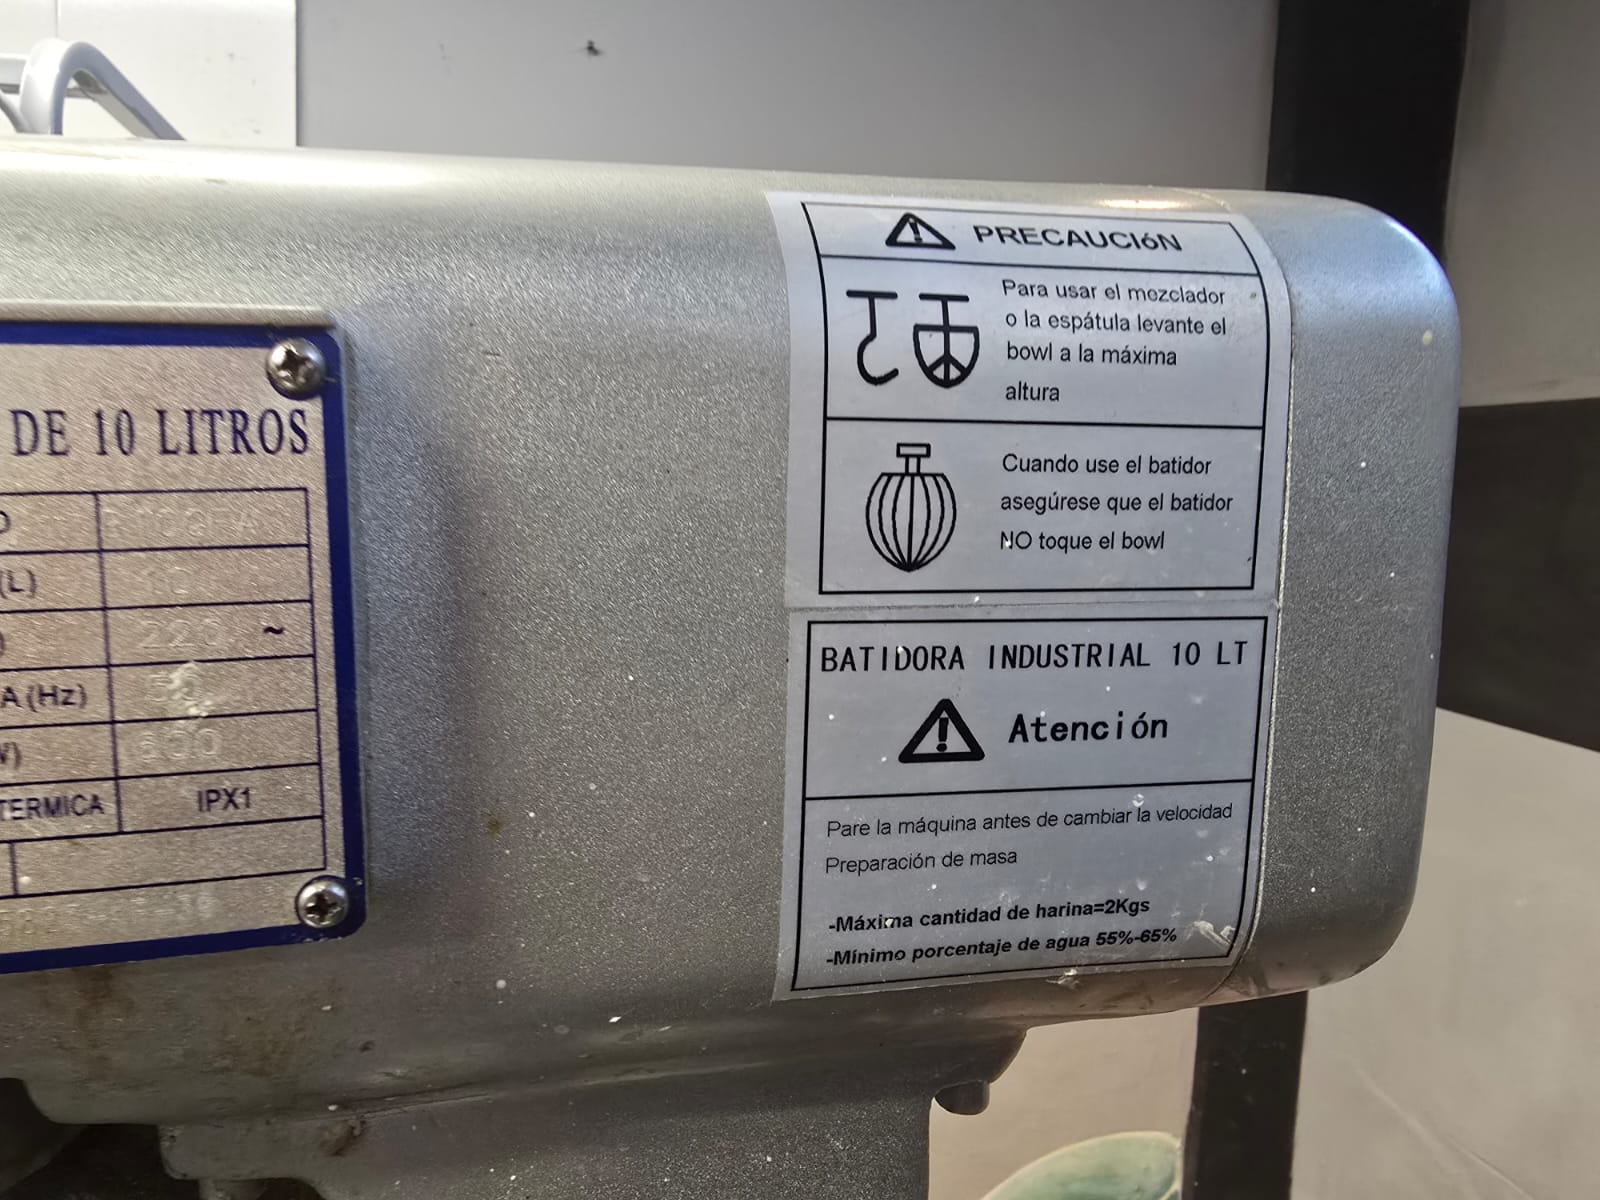 DE 10 LITROS
(L)
10
220 ~
A (Hz)
50
TERMICA IPX1
PRECAUCIóN
Para usar el mezclador
o la espátula levante el
bowl a la máxima
altura
Cuando use el batidor
asegúrese que el batidor
NO toque el bowl
BATIDORA INDUSTRIAL 10 LT
Atención
Pare la máquina antes de cambiar la velocidad
Preparación de masa
-Máxima cantidad de harina=2Kgs
-Mínimo porcentaje de agua 55%-65%